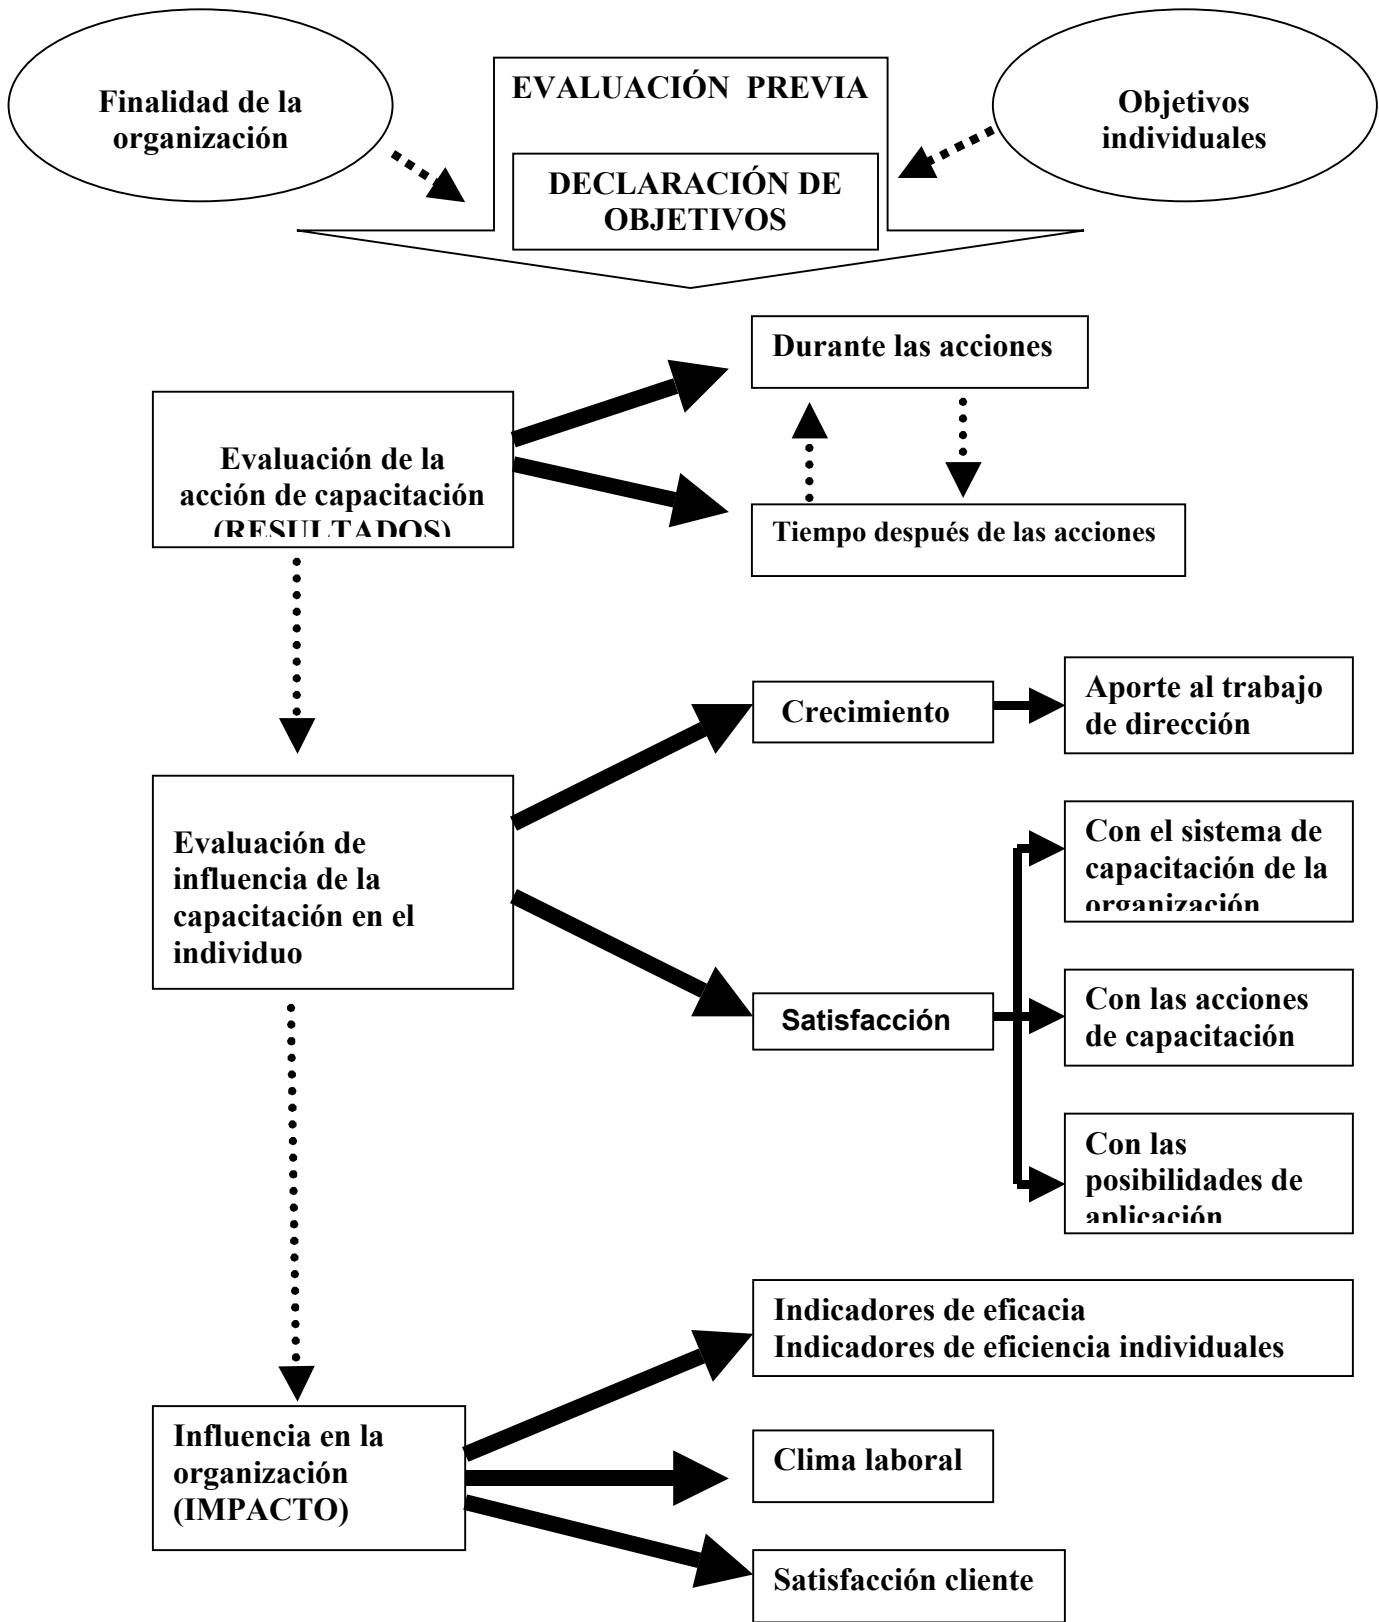 Finalidad de la
organización
EVALUACIÓN PREVIA
DECLARACIÓN DE
OBJETIVOS
Objetivos
individuales
Durante las acciones
Evaluación de la
acción de capacitación
(RESULTADOS)
Tiempo después de las acciones
Crecimiento
Aporte al trabajo
de dirección
Evaluación de
influencia de la
capacitación en el
individuo
Con el sistema de
capacitación de la
organización
Satisfacción
Con las acciones
de capacitación
Con las
posibilidades de
aplicación
Indicadores de eficacia
Indicadores de eficiencia individuales
Influencia en la
organización
(IMPACTO)
Clima laboral
Satisfacción cliente